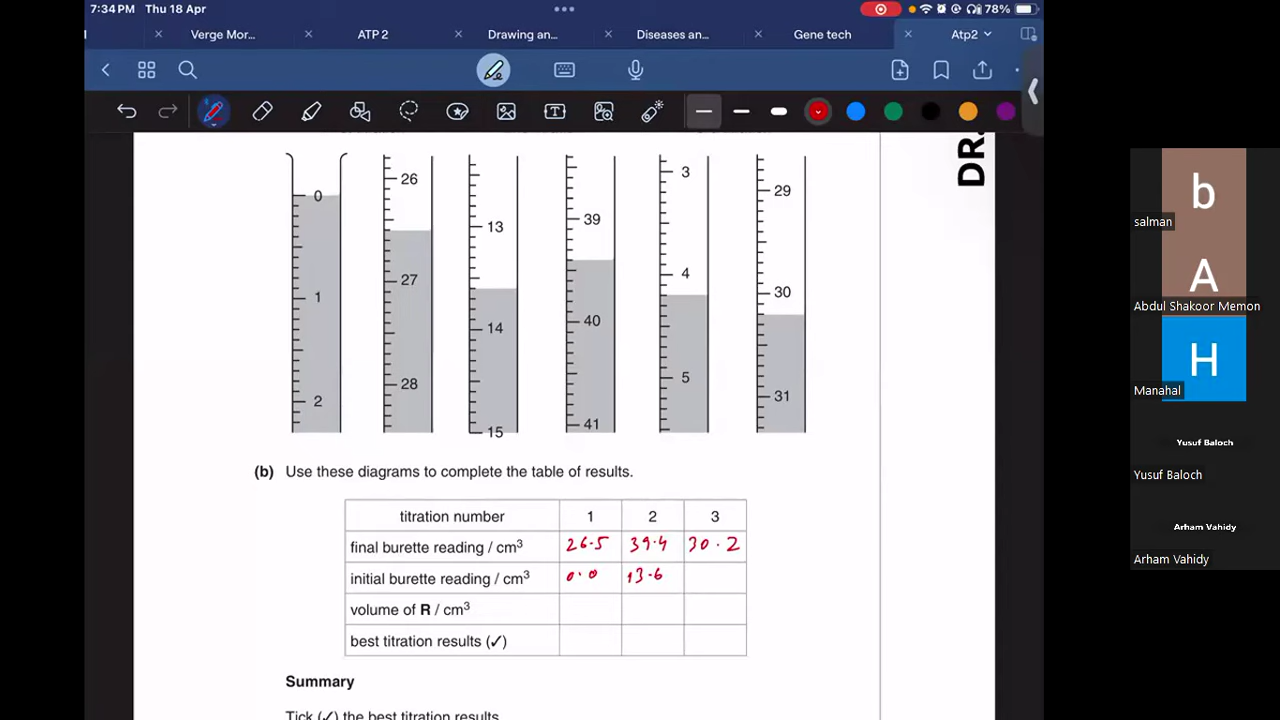 7:34 PM Thu 18 Apr
78%
Verge Mor...
ATP 2
Drawing an...
Diseases an...
Gene tech
Atp2
DR.
0
1
2
26
27
28
13
14
15
39
40
41
3
4
5
29
30
31
(b) Use these diagrams to complete the table of results.
titration number 1 2 3
final burette reading / cm³ 26.5 39.4 30.2
initial burette reading / cm³ 0.0 13.6
volume of R / cm³
best titration results (✓)
Summary
Tick (✓) the best titration results
b
salman
A
Abdul Shakoor Memon
H
Manahal
Yusuf Baloch
Yusuf Baloch
Arham Vahidy
Arham Vahidy